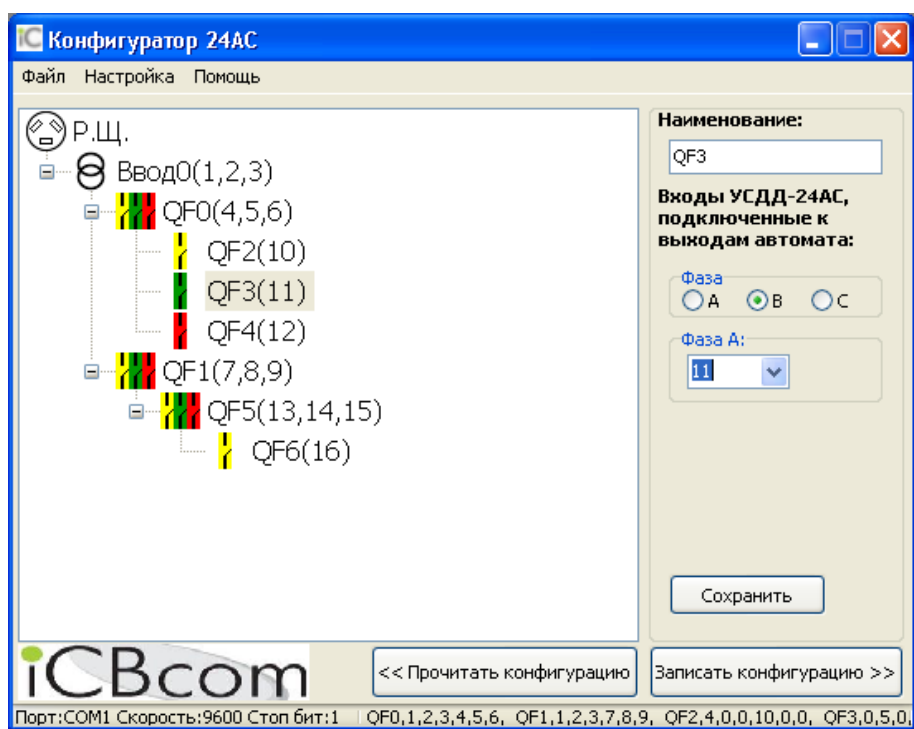 iC Конфигуратор 24АС
Файл Настройка Помощь
Р.Щ.
Ввод0(1,2,3)
QF0(4,5,6)
QF2(10)
QF3(11)
QF4(12)
QF1(7,8,9)
QF5(13,14,15)
QF6(16)
Наименование:
QF3
Входы УСДД-24АС,
подключенные к
выходам автомата:
Фаза
А В С
Фаза А:
11
Сохранить
iCBcom
<< Прочитать конфигурацию
Записать конфигурацию >>
Порт:COM1 Скорость:9600 Стоп бит:1 QF0,1,2,3,4,5,6, QF1,1,2,3,7,8,9, QF2,4,0,0,10,0,0, QF3,0,5,0,